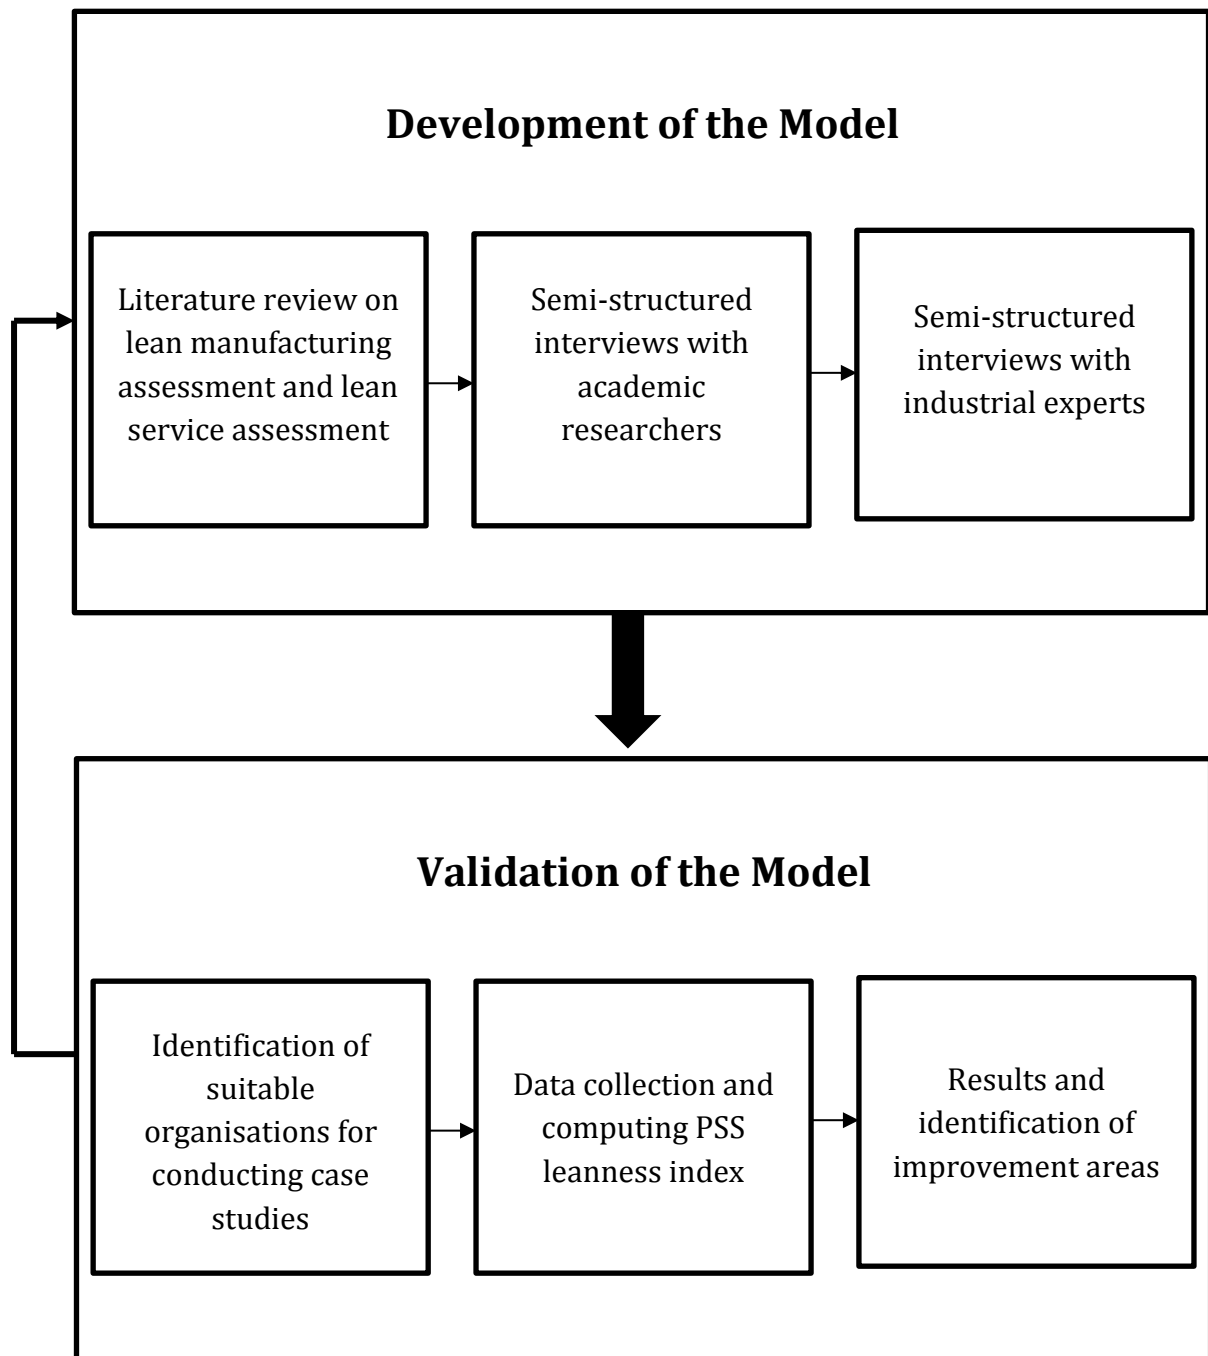 Development of the Model
Literature review on
lean manufacturing
assessment and lean
service assessment
Semi-structured
interviews with
academic
researchers
Semi-structured
interviews with
industrial experts
Validation of the Model
Identification of
suitable
organisations for
conducting case
studies
Data collection and
computing PSS
leanness index
Results and
identification of
improvement areas